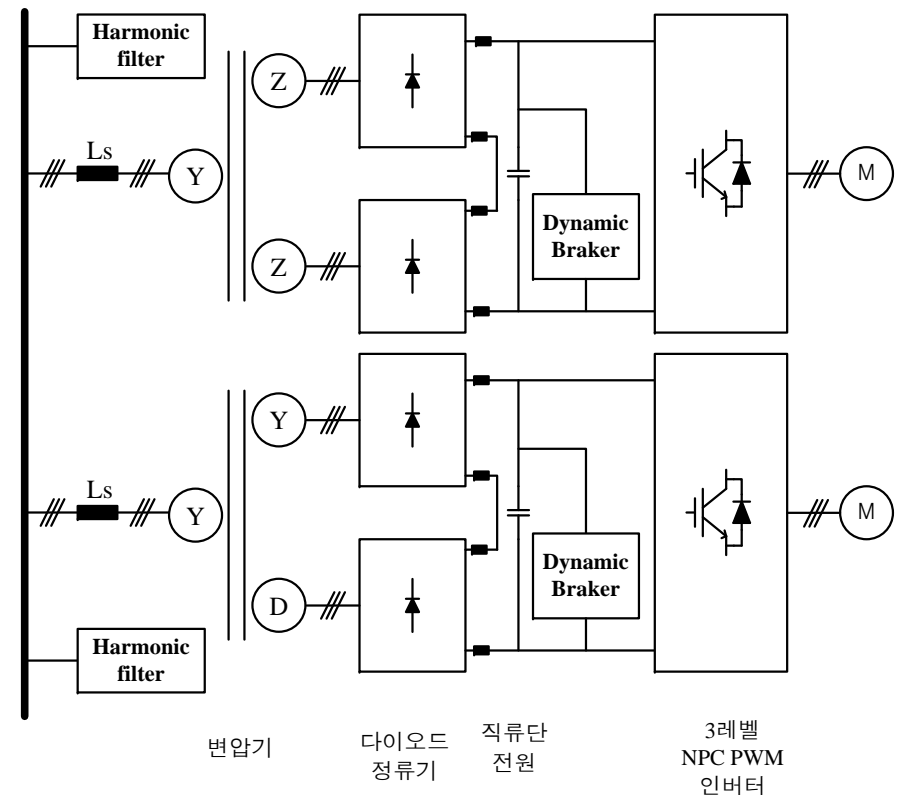 Harmonic
filter
Z
Ls
Y
M
Z
Dynamic
Braker
Y
Ls
Y
M
D
Dynamic
Braker
Harmonic
filter
변압기
다이오드
정류기
직류단
전원
3레벨
NPC PWM
인버터